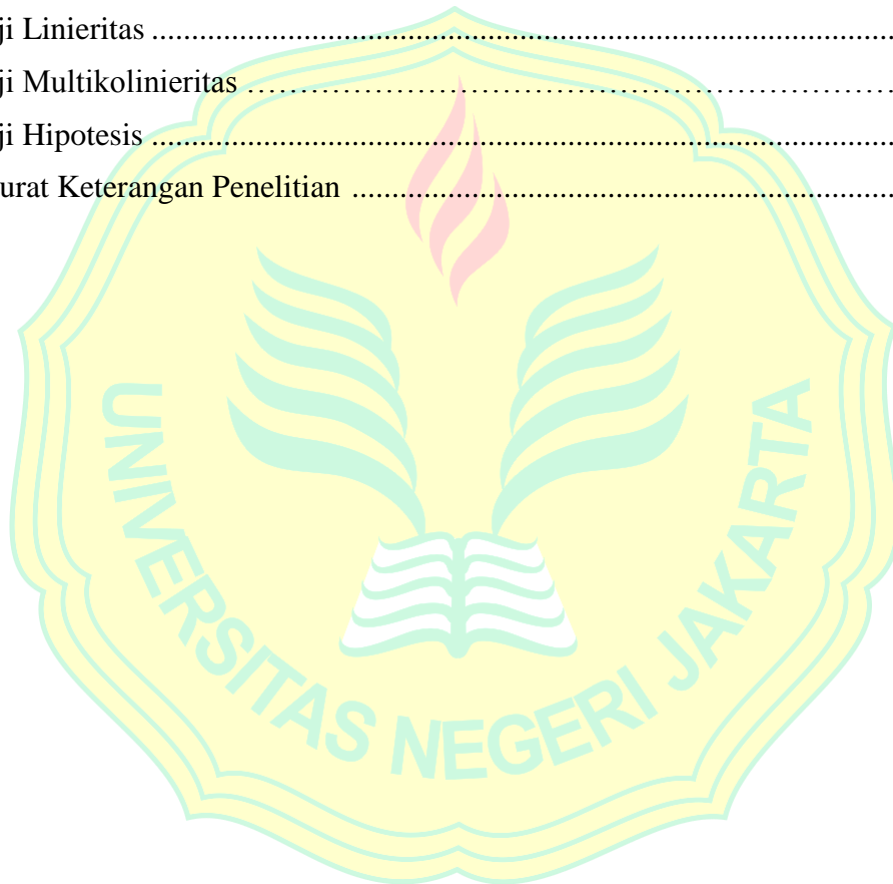 ji Linieritas ....................................................................................................................
ji Multikolinieritas ……………………………………………………………………
ji Hipotesis ....................................................................................................................
urat Keterangan Penelitian ....................................................................................
UNIVERSITAS NEGERI JAKARTA